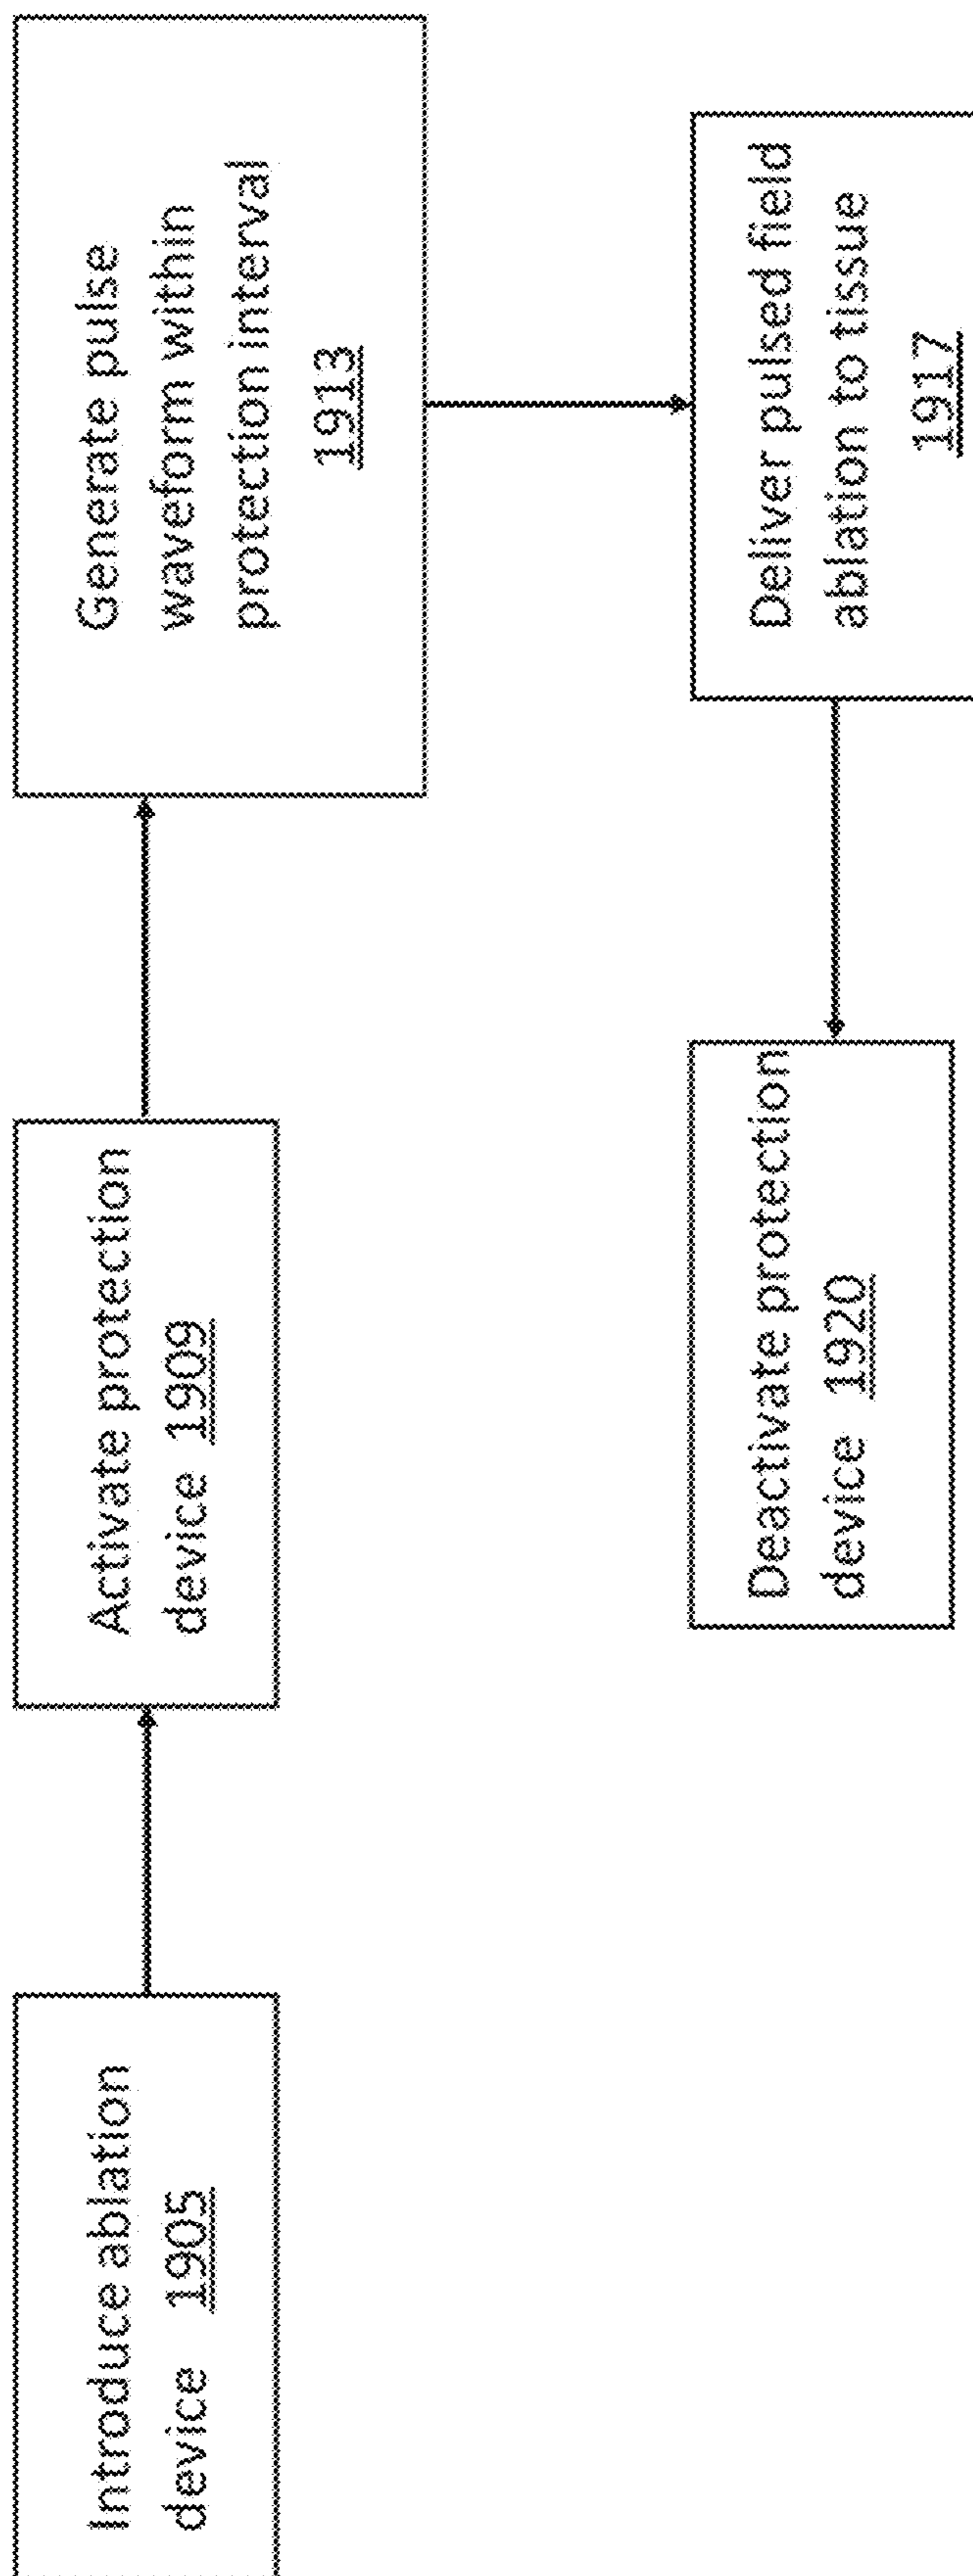 Introduce ablation
device 1905
Activate protection
device 1909
Generate pulse
waveform within
protection interval
1913
Deliver pulsed field
ablation to tissue
1917
Deactivate protection
device 1920